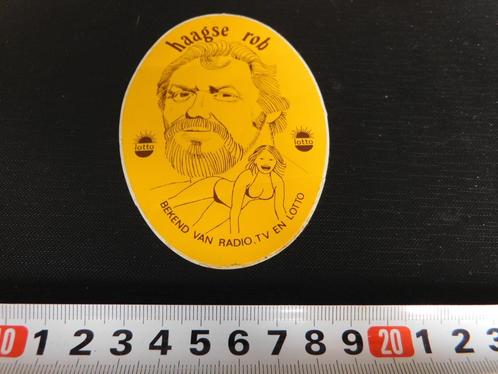 haagse rob
lotto lotto
BEKEND VAN RADIO, TV EN LOTTO
10 1 2 3 4 5 6 7 8 9 20 1 2 3